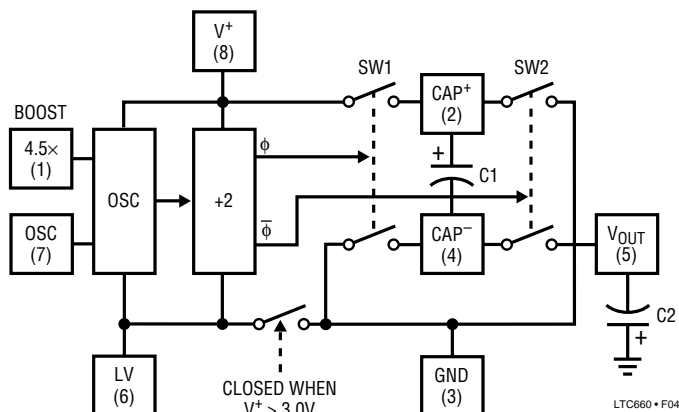 V+
(8)
SW1
SW2
BOOST
4.5×
(1)
OSC
+2
ϕ
CAP+
(2)
+
C1
OSC
(7)
ϕ̅
CAP−
(4)
VOUT
(5)
C2
+
LV
(6)
CLOSED WHEN
V+ > 3.0V
GND
(3)
LTC660 • F04